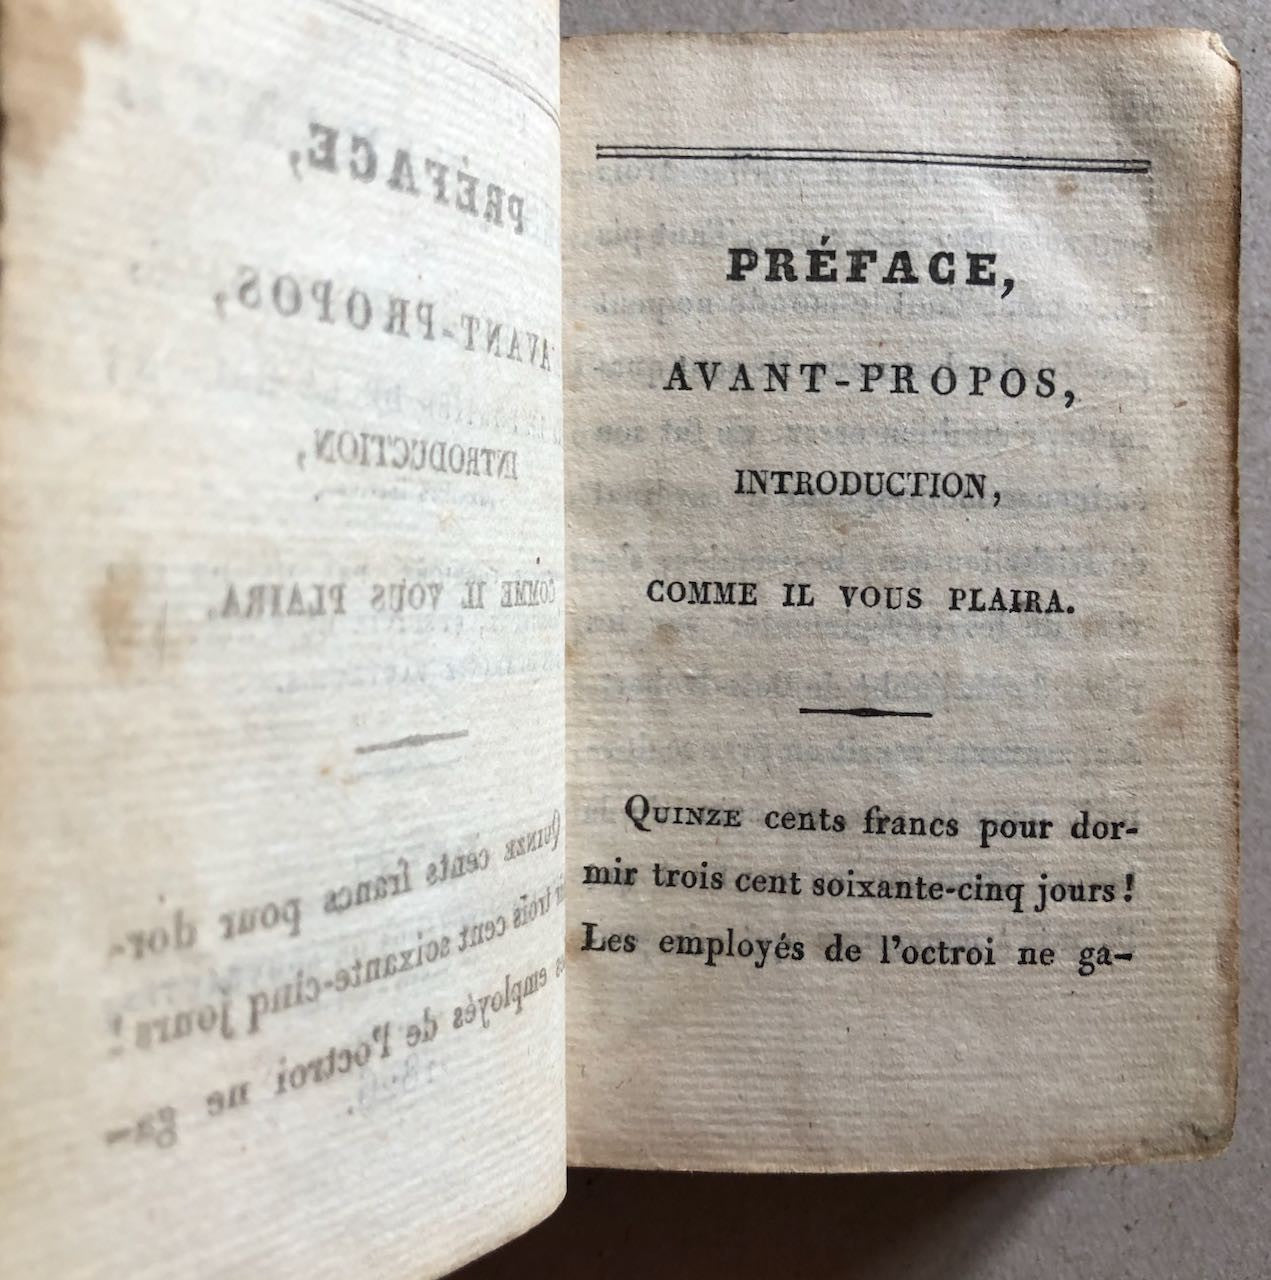 PRÉFACE,
AVANT-PROPOS,
INTRODUCTION,
COMME IL VOUS PLAIRA.
QUINZE cents francs pour dor-
mir trois cent soixante-cinq jours !
Les employés de l'octroi ne ga-